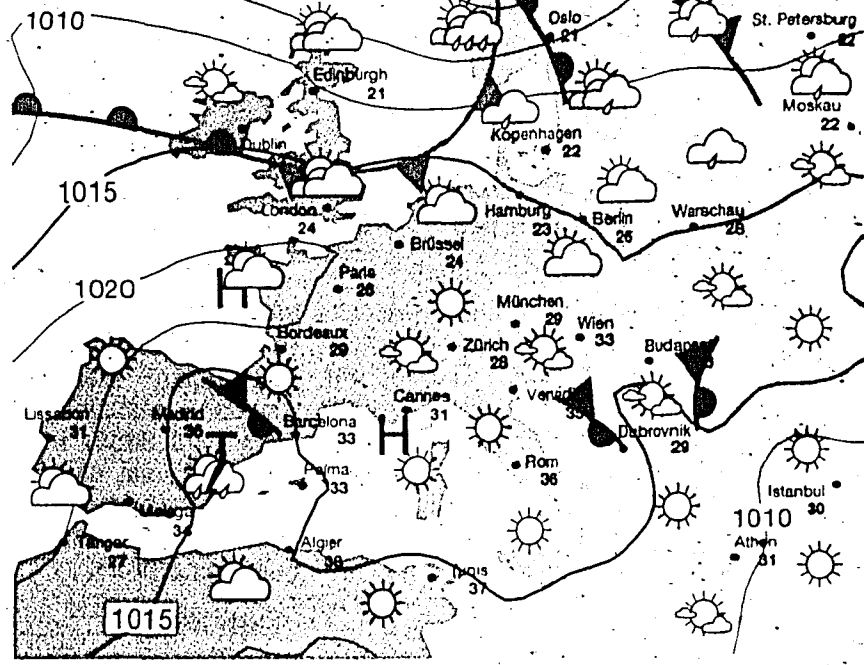 1010
Oslo
21
St. Petersburg
22
Edinburgh
21
Moskau
22
Dublin
Kopenhagen
22
1015
London
24
Hamburg
23
Berlin
26
Warschau
28
Brüssel
24
1020
H
Paris
26
München
29
Wien
33
Bordeaux
29
Zürich
28
Budapest
Cannes
31
Lissabon
31
Madrid
36
Barcelona
33
H
35
Dubrovnik
29
T
Rom
36
Palma
33
Istanbul
30
Malaga
34
1010
Tanger
27
Algier
Athen
31
Tunis
37
1015